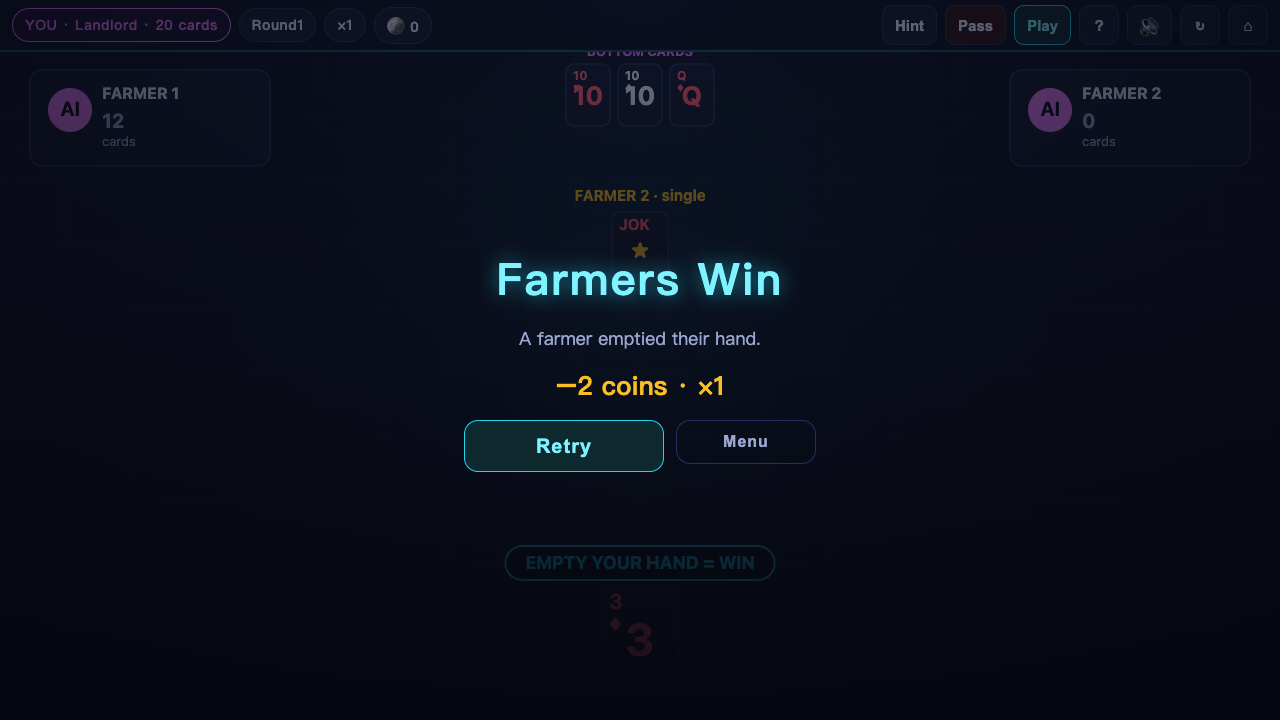 YOU · Landlord · 20 cards
Round1
×1
0
Hint
Pass
Play
?
↻
⌂
BOTTOM CARDS
10
10
10
10
Q
Q
AI
FARMER 1
12
cards
AI
FARMER 2
0
cards
FARMER 2 · single
JOK
Farmers Win
A farmer emptied their hand.
−2 coins · ×1
Retry
Menu
EMPTY YOUR HAND = WIN
3
3